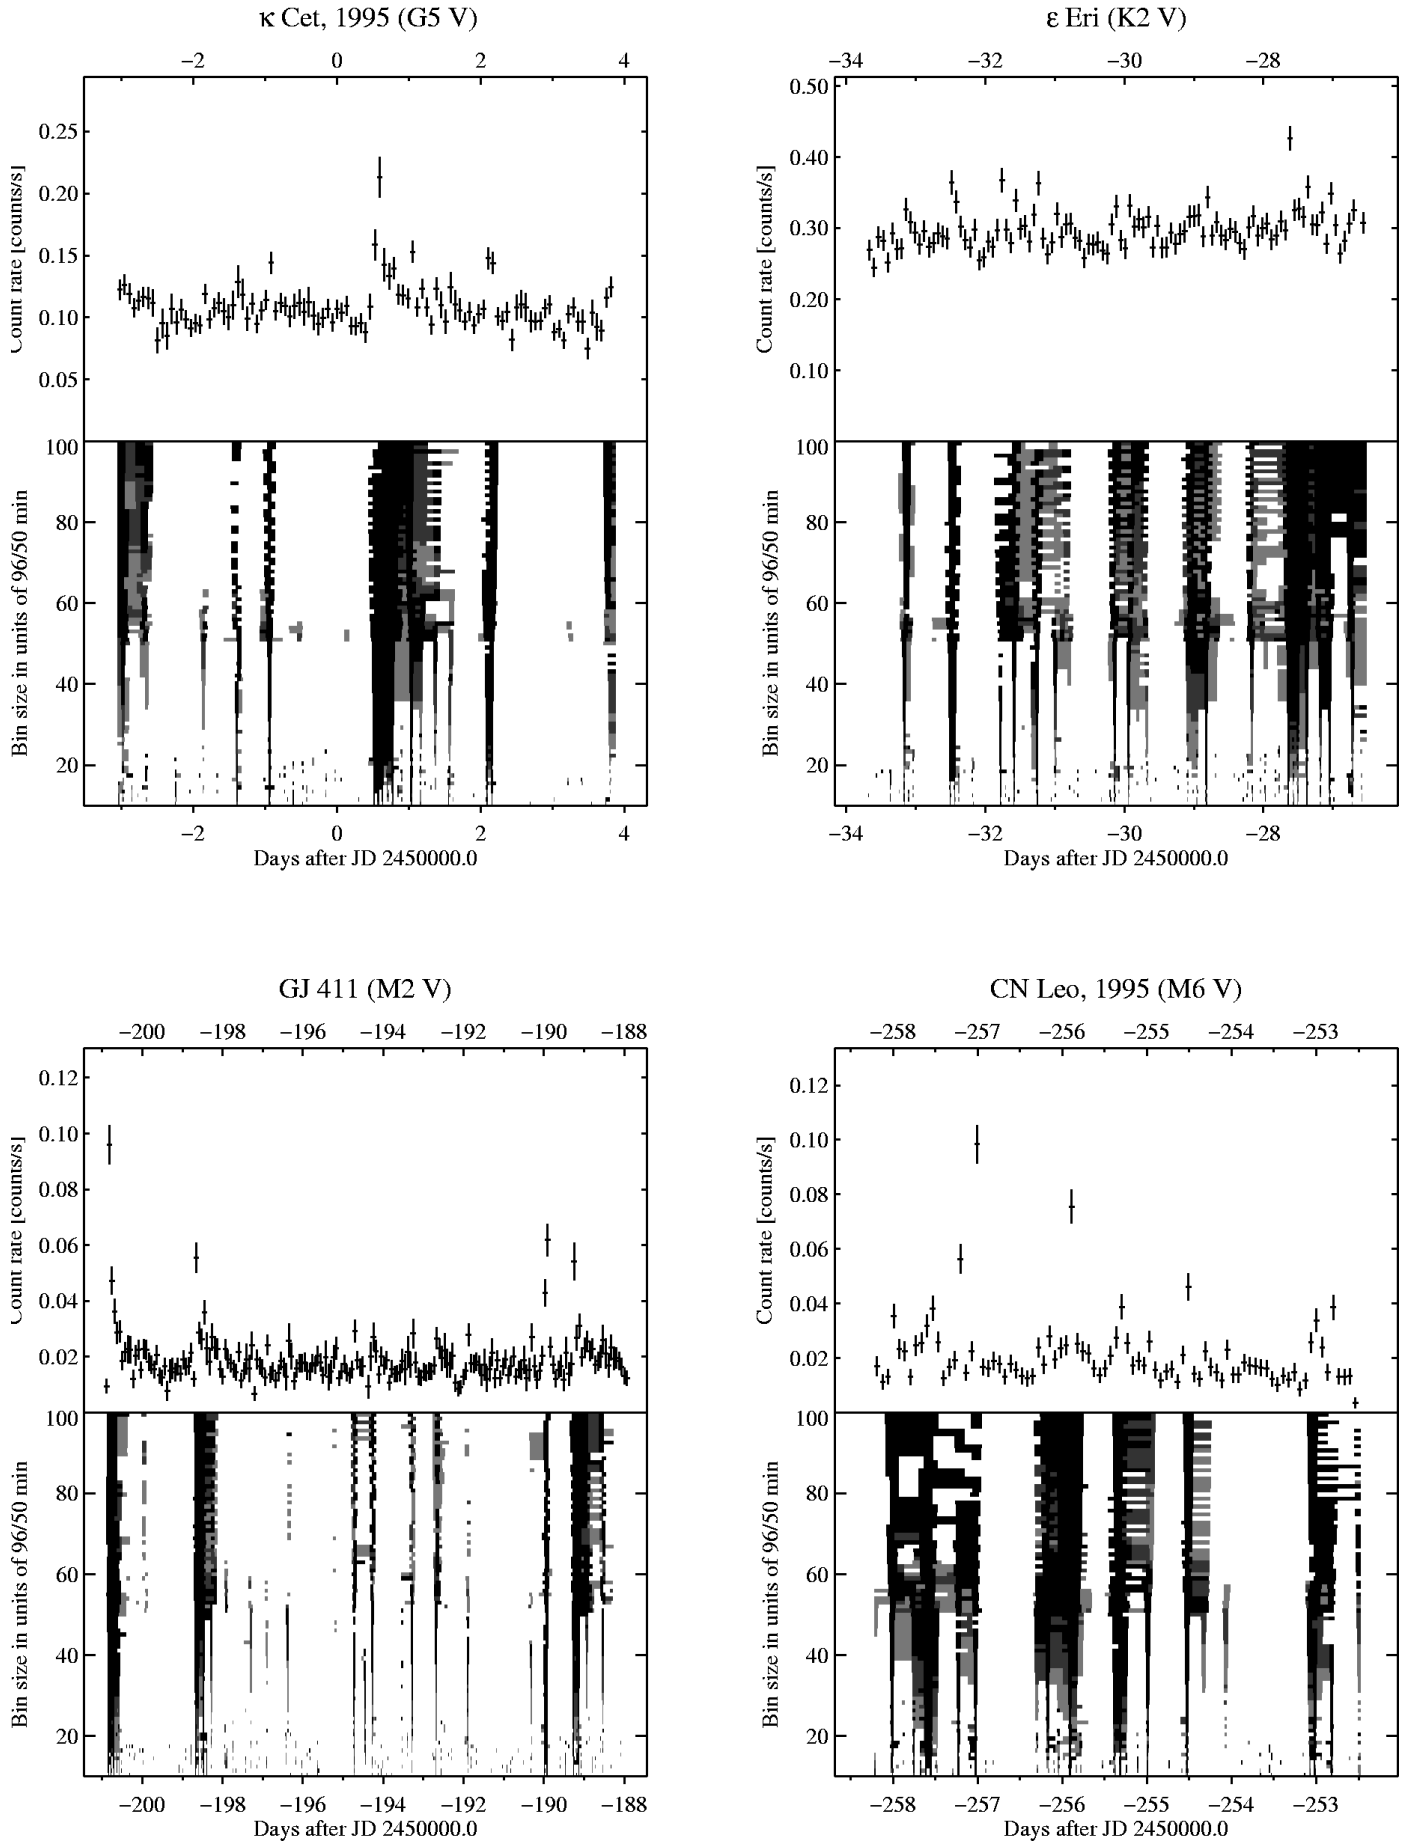 κ Cet, 1995 (G5 V)
−2 0 2 4
0.25
0.20
0.15
0.10
0.05
Count rate [counts/s]
100
80
60
40
20
Bin size in units of 96/50 min
−2 0 2 4
Days after JD 2450000.0
ε Eri (K2 V)
−34 −32 −30 −28
0.50
0.40
0.30
0.20
0.10
Count rate [counts/s]
100
80
60
40
20
Bin size in units of 96/50 min
−34 −32 −30 −28
Days after JD 2450000.0
GJ 411 (M2 V)
−200 −198 −196 −194 −192 −190 −188
0.12
0.10
0.08
0.06
0.04
0.02
Count rate [counts/s]
100
80
60
40
20
Bin size in units of 96/50 min
−200 −198 −196 −194 −192 −190 −188
Days after JD 2450000.0
CN Leo, 1995 (M6 V)
−258 −257 −256 −255 −254 −253
0.12
0.10
0.08
0.06
0.04
0.02
Count rate [counts/s]
100
80
60
40
20
Bin size in units of 96/50 min
−258 −257 −256 −255 −254 −253
Days after JD 2450000.0